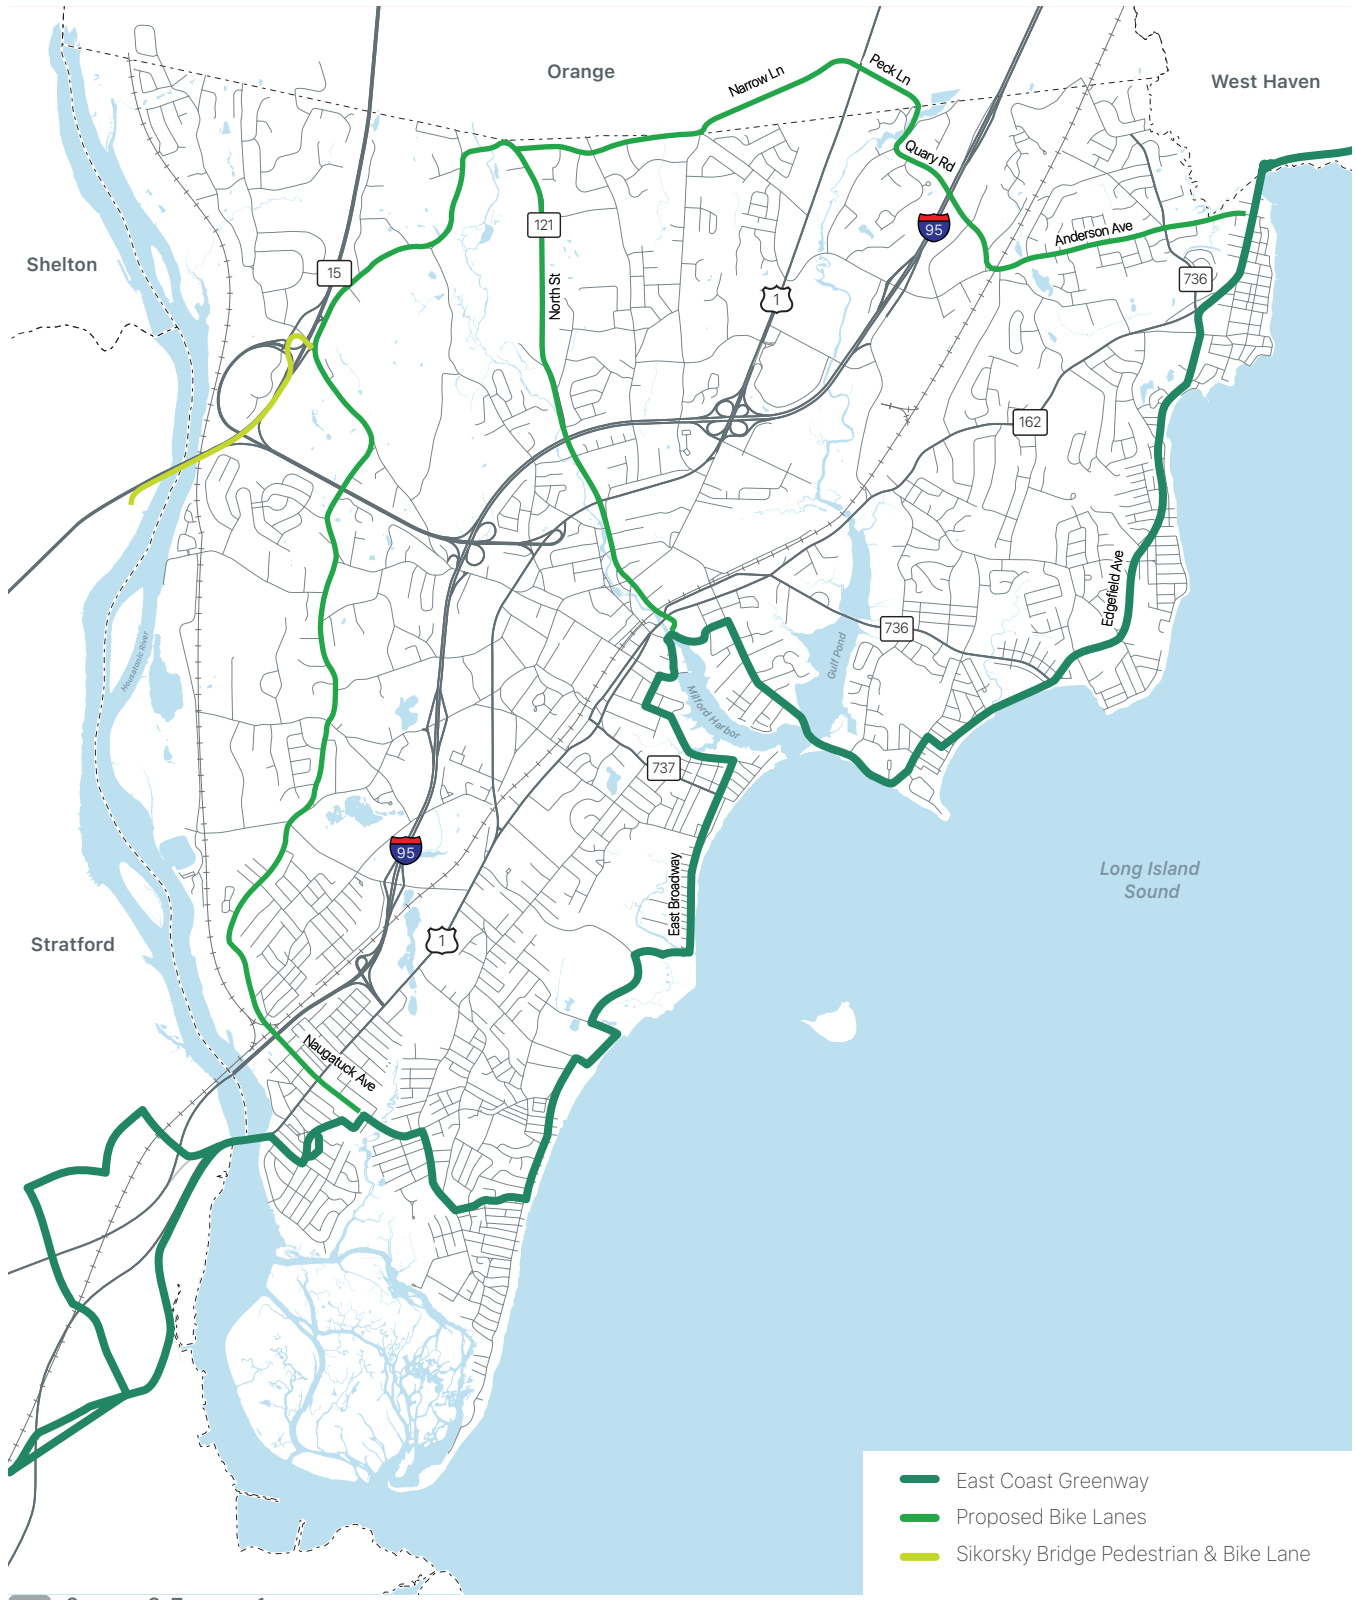 Orange
West Haven
Narrow Ln
Peck Ln
Quary Rd
121
95
Anderson Ave
Shelton
15
736
North St
1
162
Edgefield Ave
736
Housatonic River
Gulf Pond
Milford Harbor
737
95
East Broadway
Long Island
Sound
1
Stratford
Naugatuck Ave
East Coast Greenway
Proposed Bike Lanes
Sikorsky Bridge Pedestrian & Bike Lane